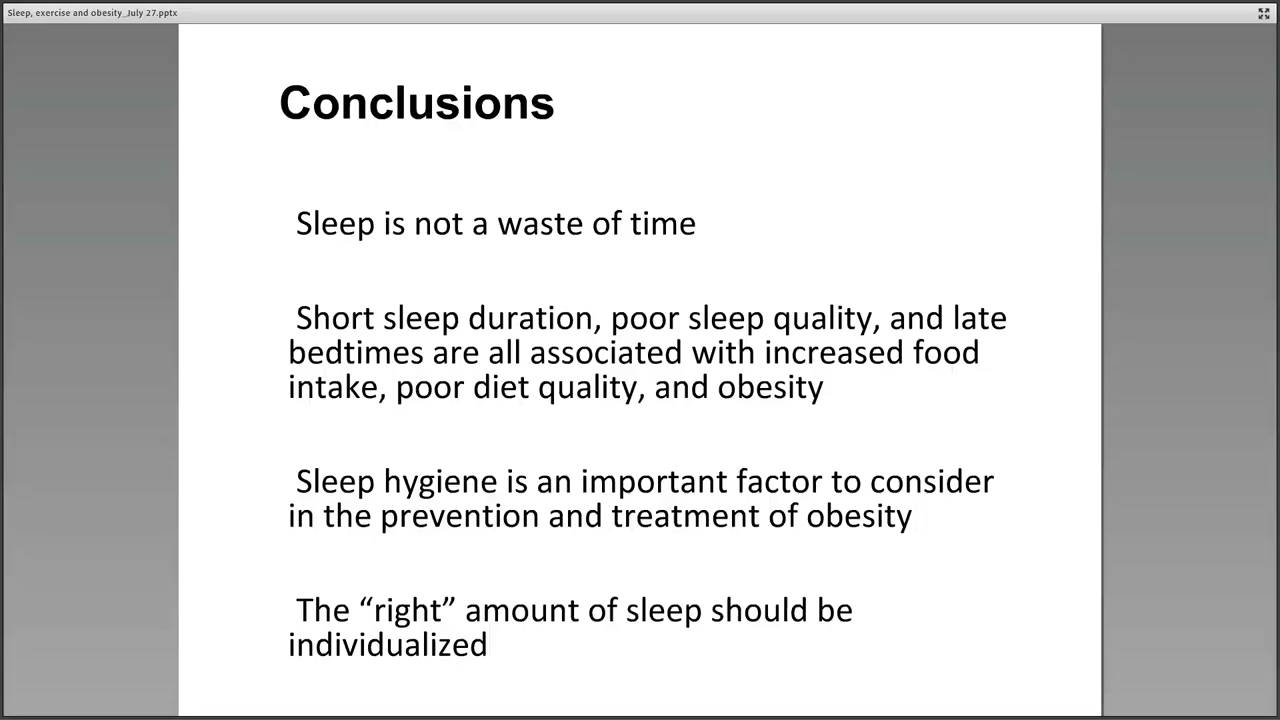 Sleep, exercise and obesity_July 27.pptx
Conclusions
Sleep is not a waste of time
Short sleep duration, poor sleep quality, and late
bedtimes are all associated with increased food
intake, poor diet quality, and obesity
Sleep hygiene is an important factor to consider
in the prevention and treatment of obesity
The “right” amount of sleep should be
individualized